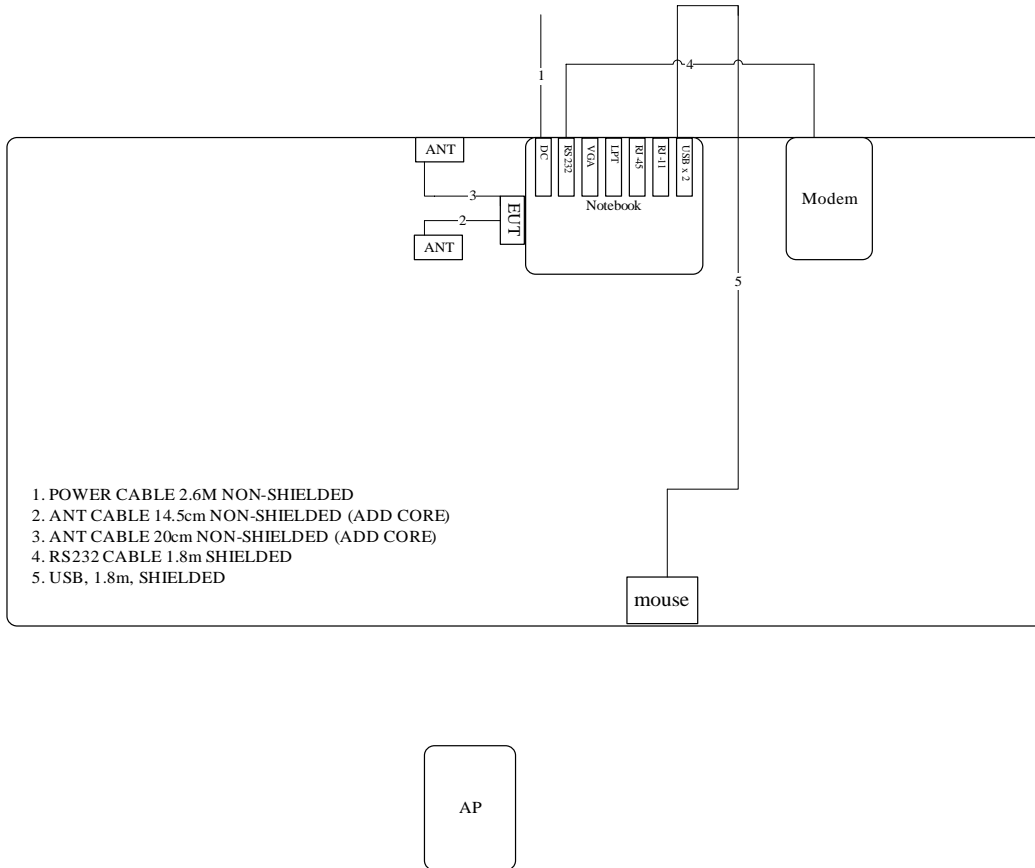 1
4
ANT
DC
RS 232
VGA
LPT
RJ-45
RJ-11
USB x 2
Modem
3
Notebook
EUT
2
ANT
5
1. POWER CABLE 2.6M NON-SHIELDED
2. ANT CABLE 14.5cm NON-SHIELDED (ADD CORE)
3. ANT CABLE 20cm NON-SHIELDED (ADD CORE)
4. RS232 CABLE 1.8m SHIELDED
5. USB, 1.8m, SHIELDED
mouse
AP